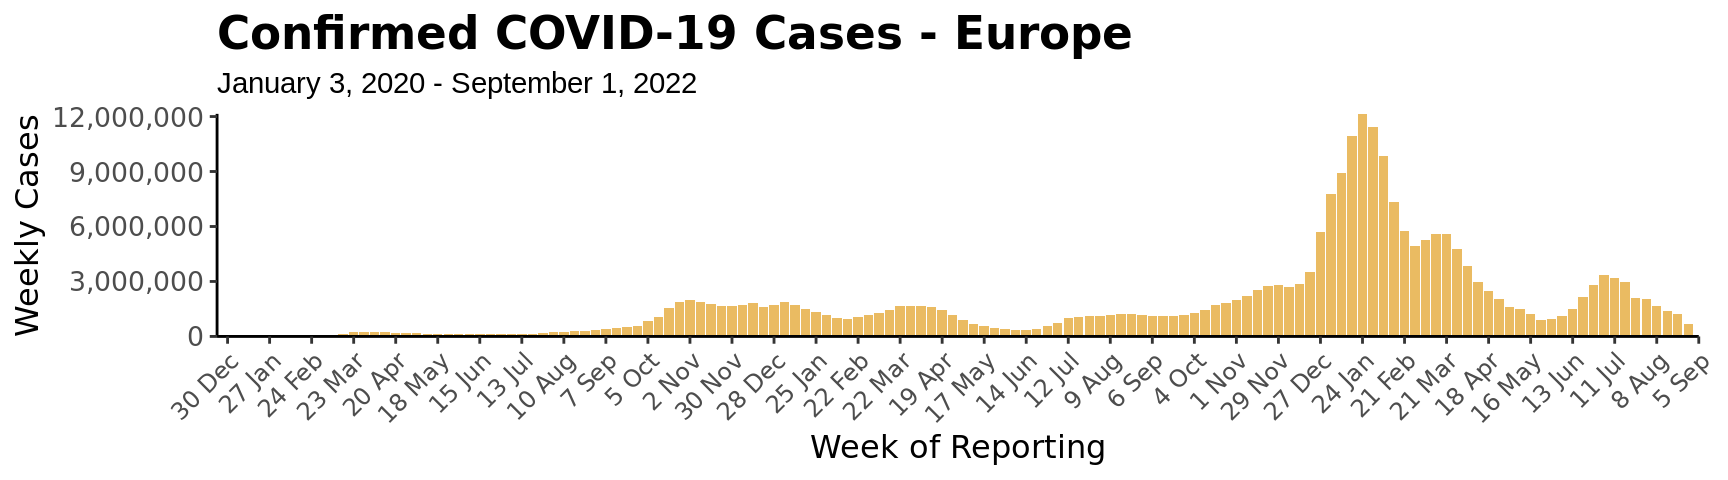 Confirmed COVID-19 Cases - Europe
January 3, 2020 - September 1, 2022
Weekly Cases
12,000,000
9,000,000
6,000,000
3,000,000
0
30 Dec
27 Jan
24 Feb
23 Mar
20 Apr
18 May
15 Jun
13 Jul
10 Aug
7 Sep
5 Oct
2 Nov
30 Nov
28 Dec
25 Jan
22 Feb
22 Mar
19 Apr
17 May
14 Jun
12 Jul
9 Aug
6 Sep
4 Oct
1 Nov
29 Nov
27 Dec
24 Jan
21 Feb
21 Mar
18 Apr
16 May
13 Jun
11 Jul
8 Aug
5 Sep
Week of Reporting